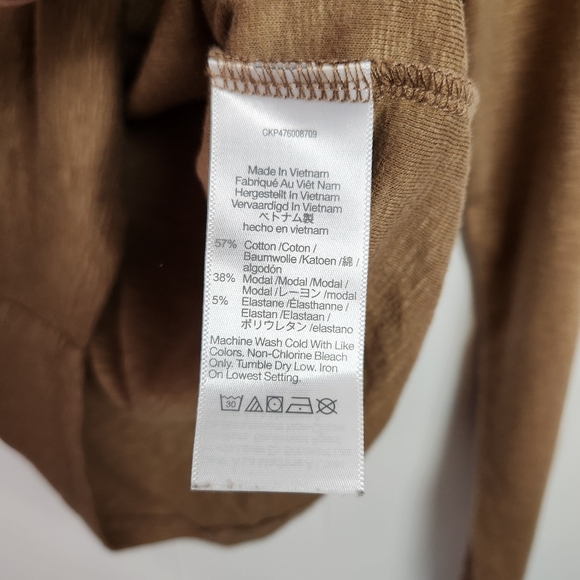 CKP476008709
Made In Vietnam
Fabriqué Au Viêt Nam
Hergestellt In Vietnam
Vervaardigd In Vietnam
ベトナム製
hecho en vietnam
57% Cotton /Coton /
Baumwolle /Katoen /綿 /
algodón
38% Modal /Modal /Modal /
Modal /レーヨン /modal
5% Elastane /Élasthanne /
Elastan /Elastaan /
ポリウレタン /elastano
Machine Wash Cold With Like
Colors. Non-Chlorine Bleach
Only. Tumble Dry Low. Iron
On Lowest Setting.
30